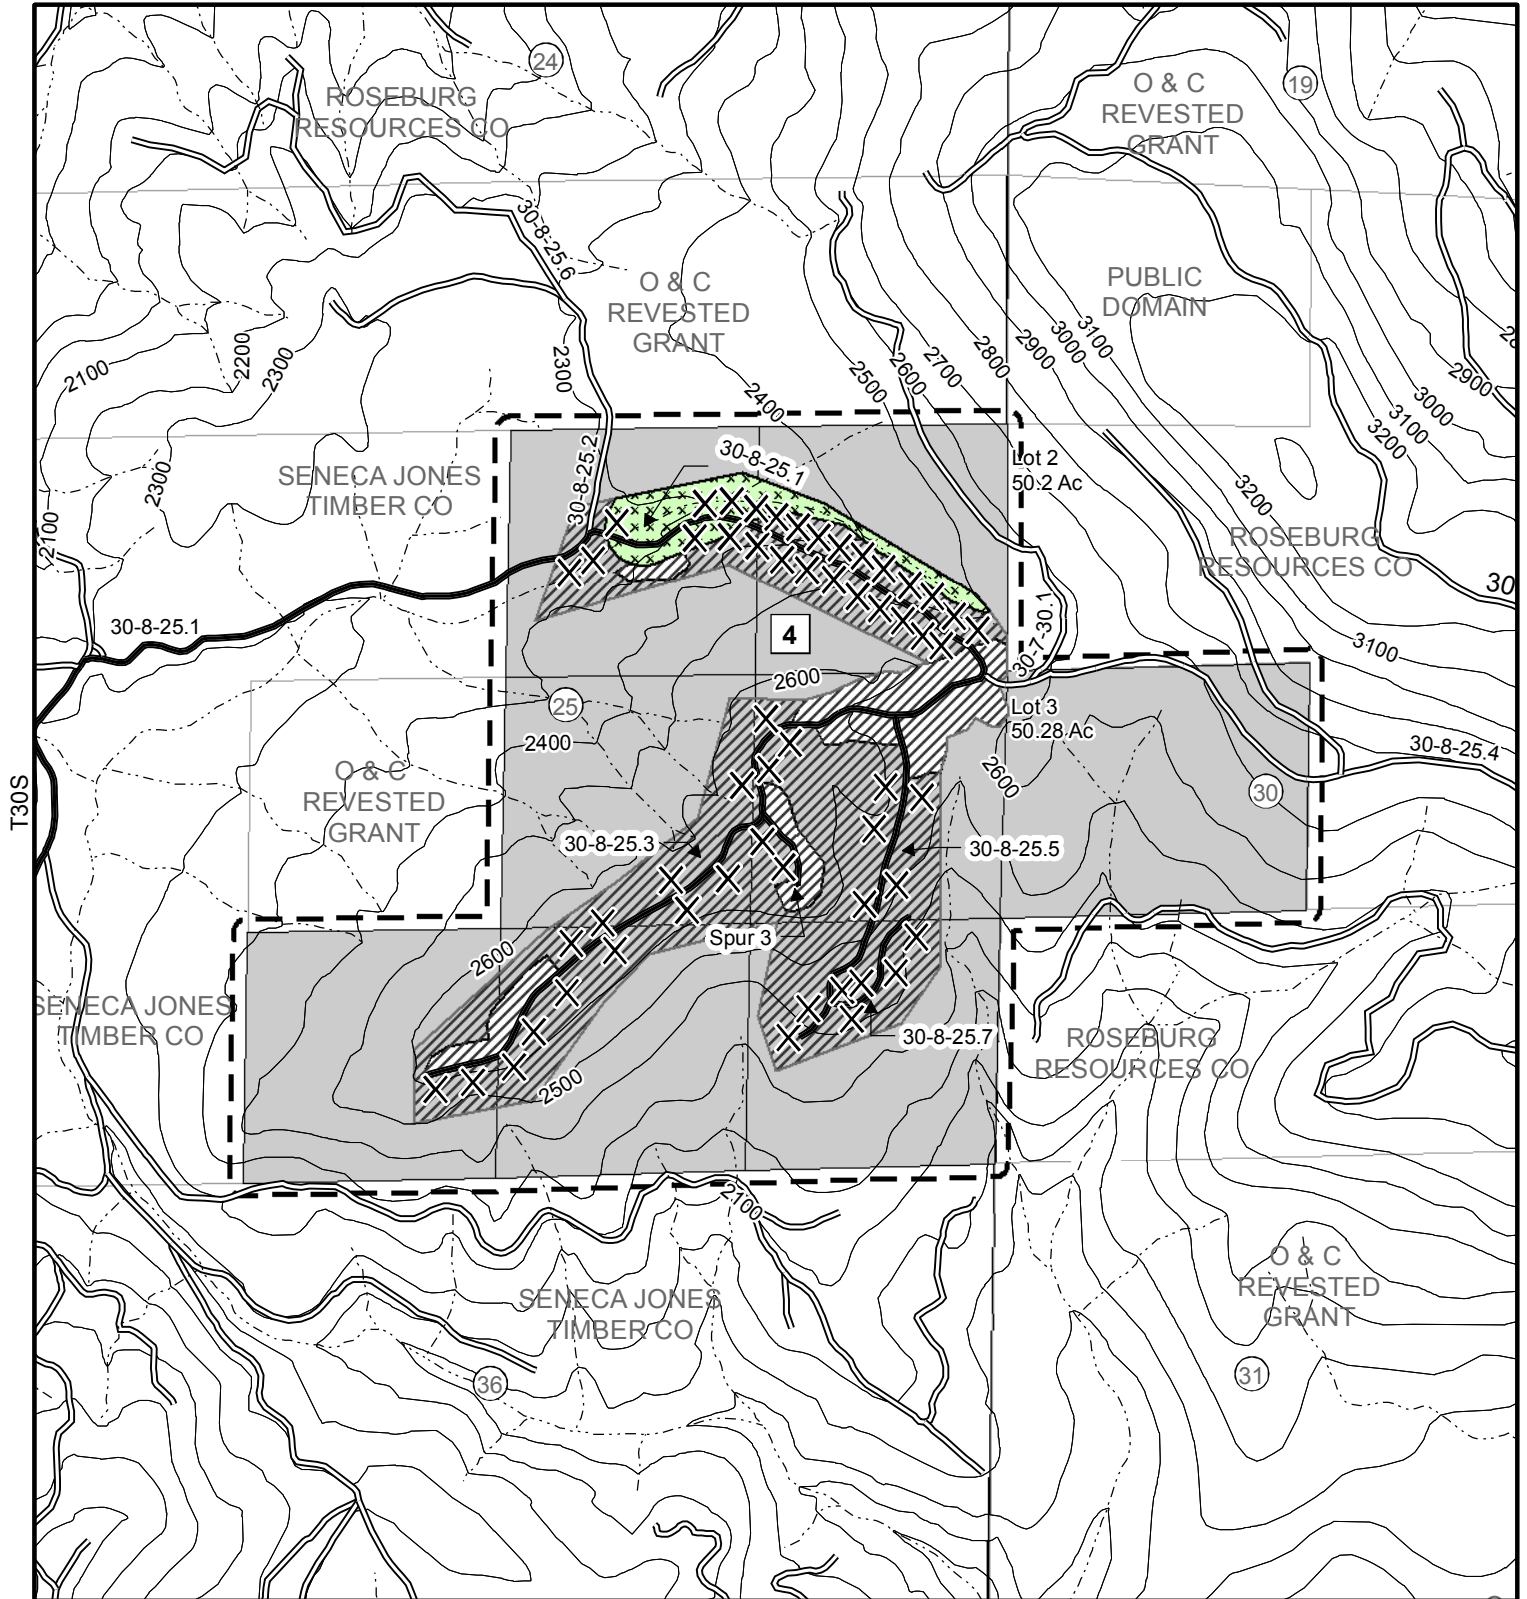 24
19
ROSEBURG
RESOURCES CO
O & C
REVESTED
GRANT
30-8-25.6
O & C
REVESTED
GRANT
PUBLIC
DOMAIN
2100
2200
2300
2300
2400
2500
2600
2700
2800
2900
3000
3100
2900
3000
3100
3200
SENECA JONES
TIMBER CO
2300
2100
30-8-25.2
30-8-25.1
Lot 2
50.2 Ac
3200
ROSEBURG
RESOURCES CO
30
30-8-25.1
4
30-7-30.1
3100
2600
25
Lot 3
50.28 Ac
2400
30-8-25.4
O & C
REVESTED
GRANT
2600
30
T30S
30-8-25.3
30-8-25.5
Spur 3
2600
SENECA JONES
TIMBER CO
30-8-25.7
ROSEBURG
RESOURCES CO
2500
2100
O & C
REVESTED
GRANT
SENECA JONES
TIMBER CO
36
31